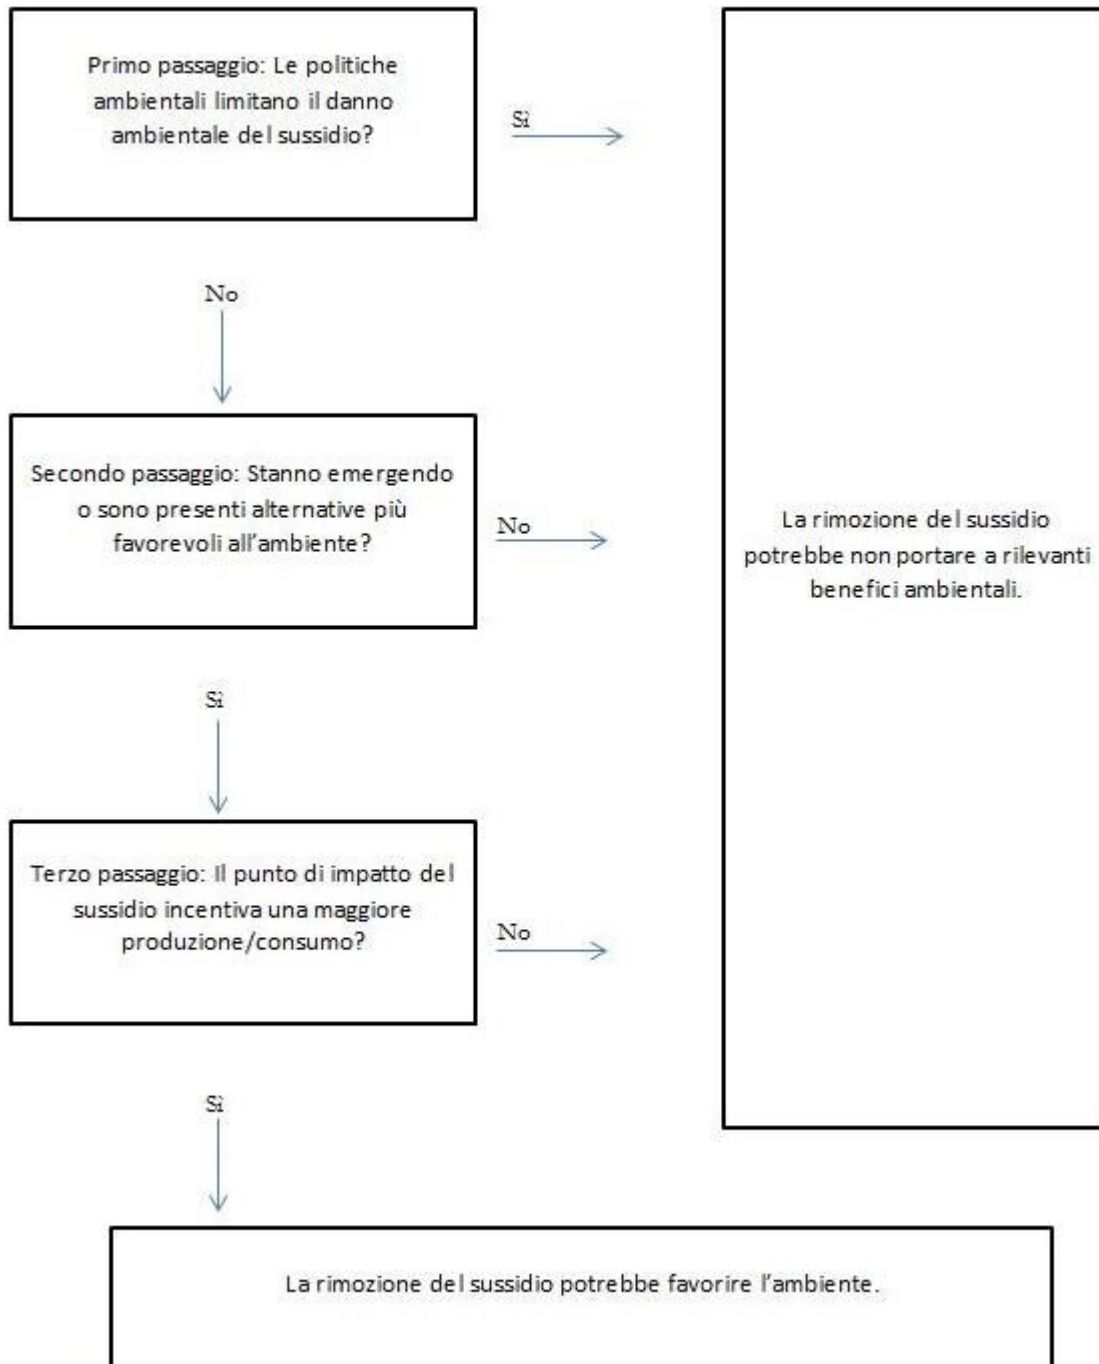 Primo passaggio: Le politiche
ambientali limitano il danno
ambientale del sussidio?
Sì
No
Secondo passaggio: Stanno emergendo
o sono presenti alternative più
favorevoli all'ambiente?
No
La rimozione del sussidio
potrebbe non portare a rilevanti
benefici ambientali.
Sì
Terzo passaggio: Il punto di impatto del
sussidio incentiva una maggiore
produzione/consumo?
No
Sì
La rimozione del sussidio potrebbe favorire l'ambiente.